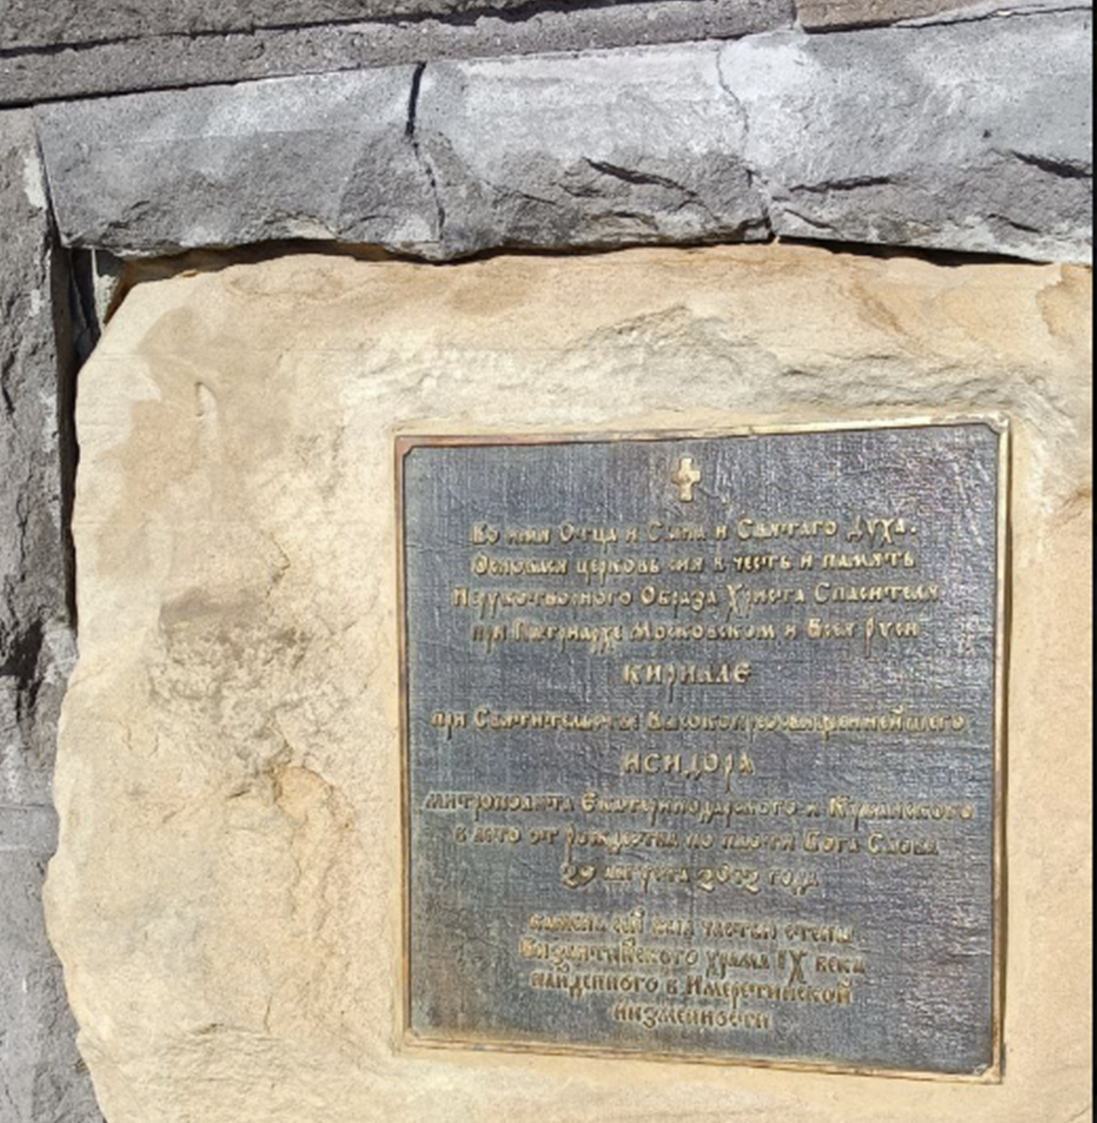 Во имя Отца и Сына и Святаго Духа.
Основася церковь сия в честь и память
Нерукотворного Образа Христа Спасителя
при Патриархе Московском и Всея Руси
КИРИЛЛЕ
при Святительстве Высокопреосвященнейшего
ИСИДОРА
митрополита Екатеринодарского и Кубанского
в лето от рождества по плоти Бога Слова
29 августа 2012 года
камень сей был частью стены
Византийского храма IX века
найденного в Имеретинской
низменности